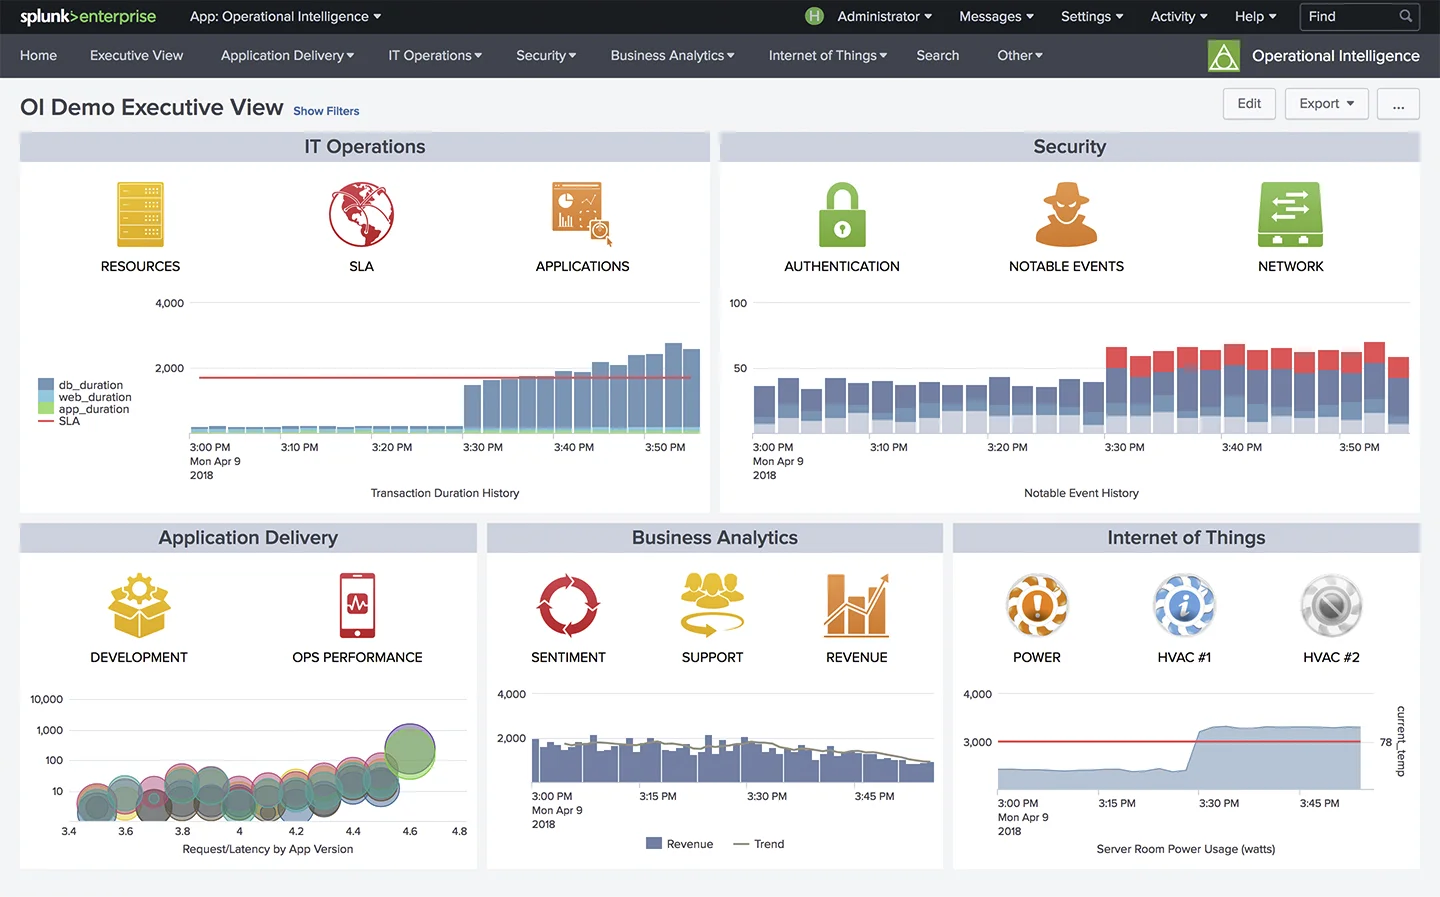 splunk>enterprise App: Operational Intelligence H Administrator Messages Settings Activity Help Find
Home Executive View Application Delivery IT Operations Security Business Analytics Internet of Things Search Other Operational Intelligence
OI Demo Executive View Show Filters Edit Export ...
IT Operations
RESOURCES SLA APPLICATIONS
4,000
2,000
db_duration
web_duration
app_duration
SLA
3:00 PM 3:10 PM 3:20 PM 3:30 PM 3:40 PM 3:50 PM
Mon Apr 9
2018
Transaction Duration History
Security
AUTHENTICATION NOTABLE EVENTS NETWORK
100
50
3:00 PM 3:10 PM 3:20 PM 3:30 PM 3:40 PM 3:50 PM
Mon Apr 9
2018
Notable Event History
Application Delivery
DEVELOPMENT OPS PERFORMANCE
10,000
1,000
100
10
3.4 3.6 3.8 4 4.2 4.4 4.6 4.8
Request/Latency by App Version
Business Analytics
SENTIMENT SUPPORT REVENUE
4,000
2,000
3:00 PM 3:15 PM 3:30 PM 3:45 PM
Mon Apr 9
2018
Revenue Trend
Internet of Things
POWER HVAC #1 HVAC #2
4,000
3,000 78
current_temp
3:00 PM 3:15 PM 3:30 PM 3:45 PM
Mon Apr 9
2018
Server Room Power Usage (watts)